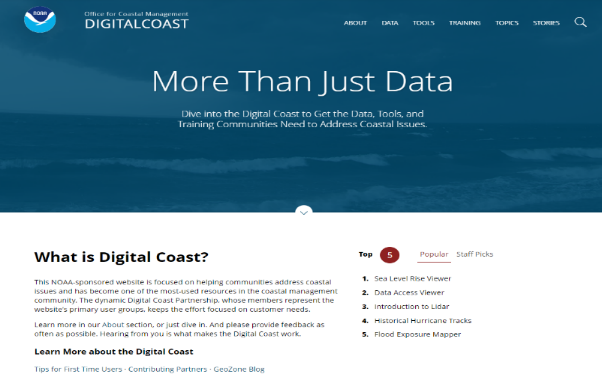 NOAA
Office for Coastal Management
DIGITALCOAST
ABOUT DATA TOOLS TRAINING TOPICS STORIES
More Than Just Data
Dive into the Digital Coast to Get the Data, Tools, and
Training Communities Need to Address Coastal Issues.
What is Digital Coast?
This NOAA-sponsored website is focused on helping communities address coastal
issues and has become one of the most-used resources in the coastal management
community. The dynamic Digital Coast Partnership, whose members represent the
website's primary user groups, keeps the effort focused on customer needs.
Learn more in our About section, or just dive in. And please provide feedback as
often as possible. Hearing from you is what makes the Digital Coast work.
Learn More about the Digital Coast
Tips for First Time Users · Contributing Partners · GeoZone Blog
Top 5 Popular Staff Picks
1. Sea Level Rise Viewer
2. Data Access Viewer
3. Introduction to Lidar
4. Historical Hurricane Tracks
5. Flood Exposure Mapper